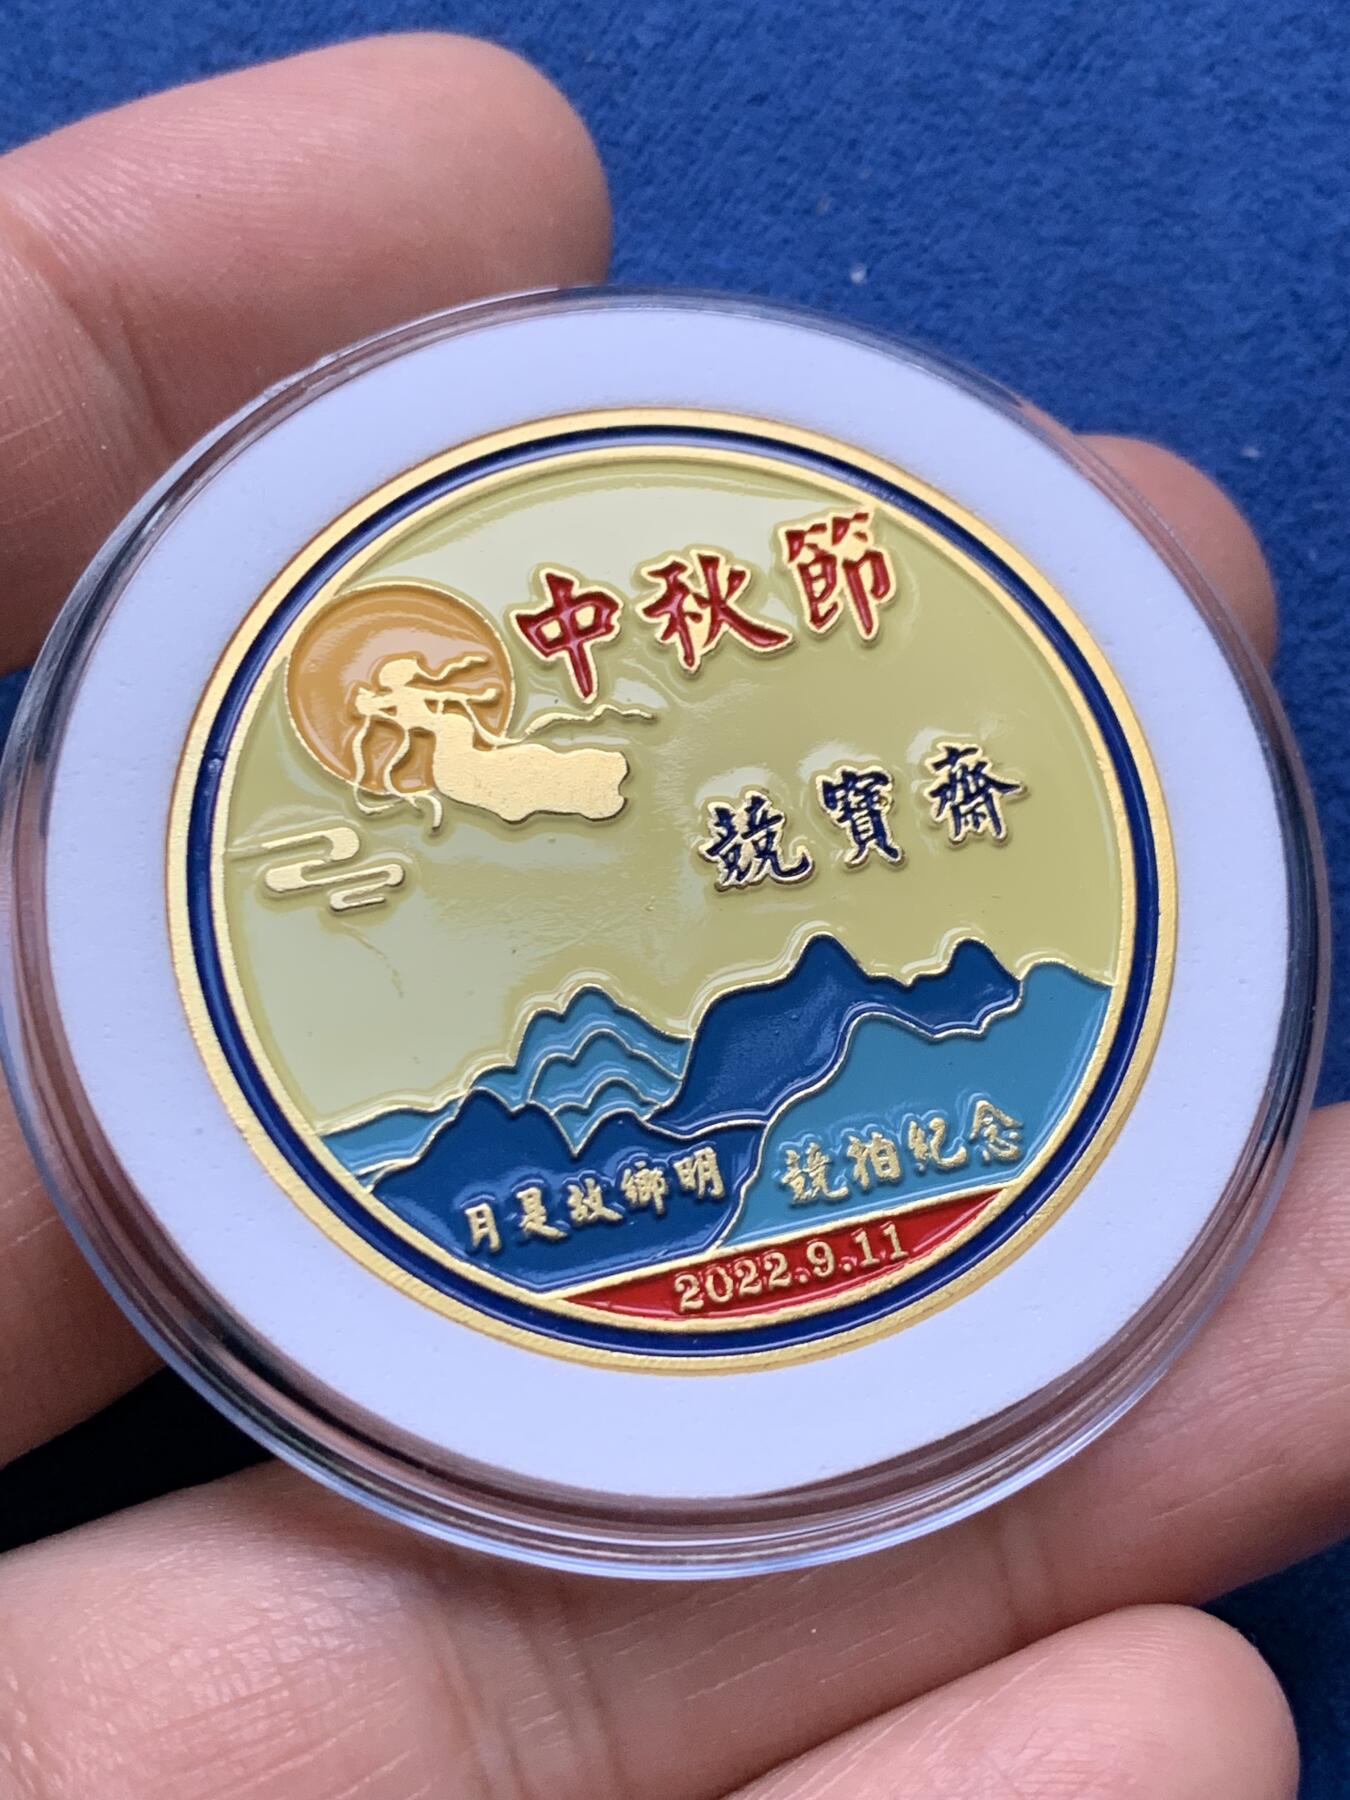 中秋節
競寶齋
月是故鄉明
競拍紀念
2022.9.11